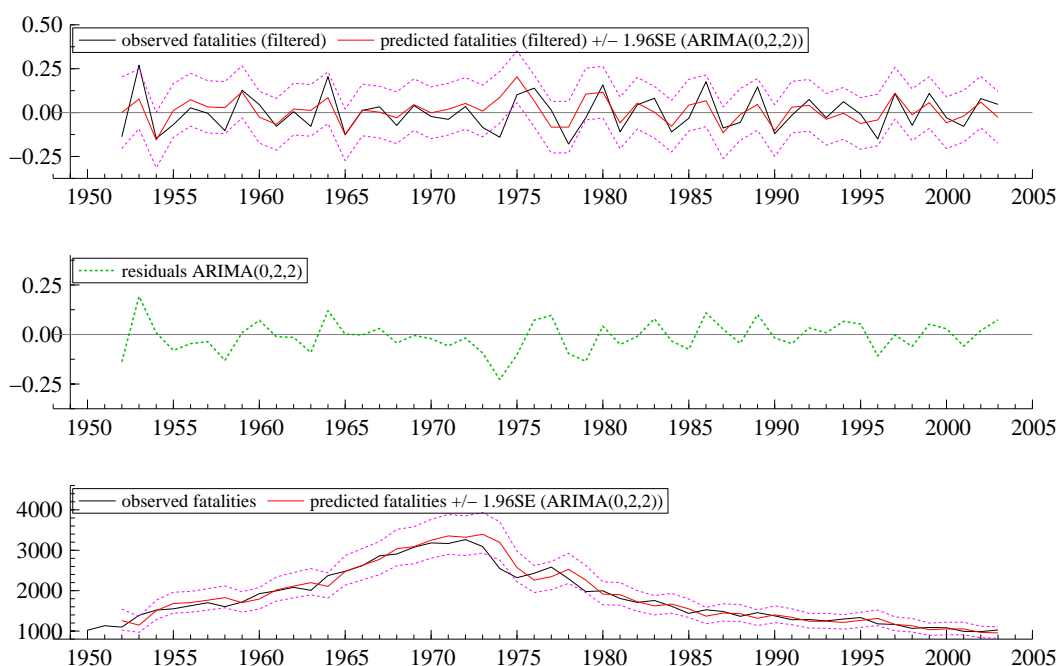 0.50
observed fatalities (filtered) predicted fatalities (filtered) +/− 1.96SE (ARIMA(0,2,2))
0.25
0.00
−0.25
1950 1955 1960 1965 1970 1975 1980 1985 1990 1995 2000 2005
residuals ARIMA(0,2,2)
0.25
0.00
−0.25
1950 1955 1960 1965 1970 1975 1980 1985 1990 1995 2000 2005
observed fatalities predicted fatalities +/− 1.96SE (ARIMA(0,2,2))
4000
3000
2000
1000
1950 1955 1960 1965 1970 1975 1980 1985 1990 1995 2000 2005